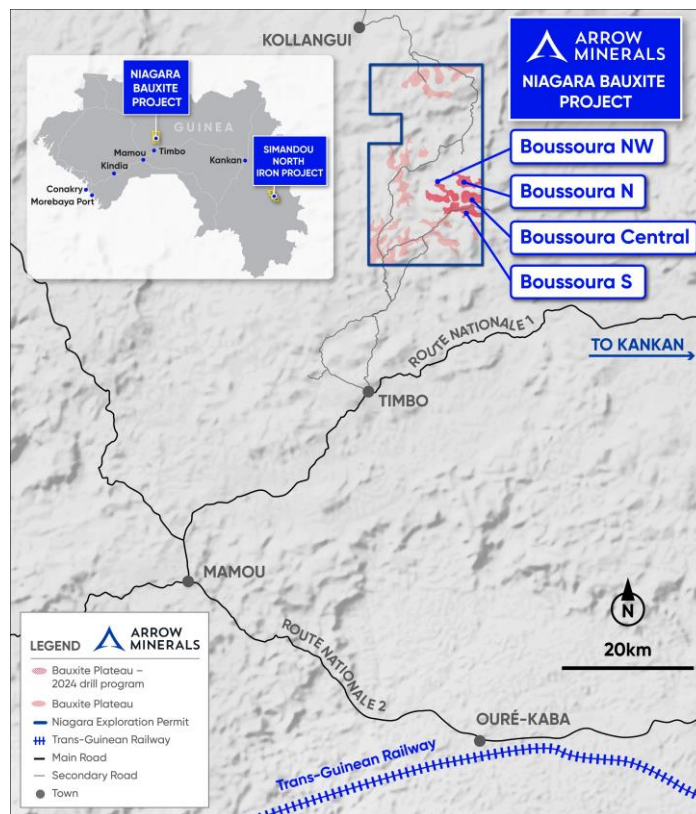 KOLLANGUI
ARROW
MINERALS
NIAGARA BAUXITE
PROJECT
NIAGARA
BAUXITE
PROJECT
GUINEA
SIMANDOU
NORTH
IRON PROJECT
Mamou
Timbo
Kankan
Kindia
Conakry
Morebaya Port
Boussoura NW
Boussoura N
Boussoura Central
Boussoura S
ROUTE NATIONALE 1
TO KANKAN
TIMBO
MAMOU
N
20km
LEGEND
ARROW
MINERALS
Bauxite Plateau –
2024 drill program
Bauxite Plateau
Niagara Exploration Permit
Trans-Guinean Railway
Main Road
Secondary Road
Town
ROUTE NATIONALE 2
OURÉ-KABA
Trans-Guinean Railway